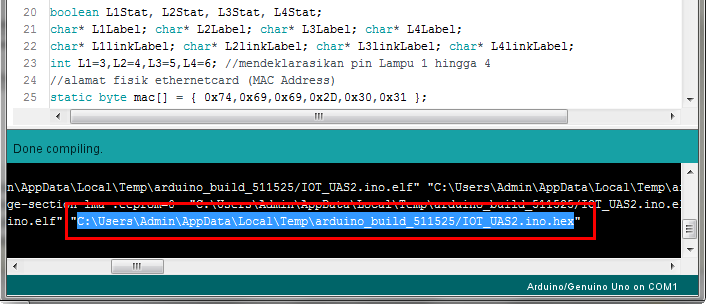 20 boolean L1Stat, L2Stat, L3Stat, L4Stat;
21 char* L1Label; char* L2Label; char* L3Label; char* L4Label;
22 char* L1linkLabel; char* L2linkLabel; char* L3linkLabel; char* L4linkLabel;
23 int L1=3,L2=4,L3=5,L4=6; //mendeklarasikan pin Lampu 1 hingga 4
24 //alamat fisik ethernetcard (MAC Address)
25 static byte mac[] = { 0x74,0x69,0x69,0x2D,0x30,0x31 };
Done compiling.
n\AppData\Local\Temp\arduino_build_511525/IOT_UAS2.ino.elf" "C:\Users\Admin\AppData\Local\Temp\ar
ge-section-lma .eeprom=0 "C:\Users\Admin\AppData\Local\Temp\arduino_build_511525/IOT_UAS2.ino.e
ino.elf" "C:\Users\Admin\AppData\Local\Temp\arduino_build_511525/IOT_UAS2.ino.hex"
Arduino/Genuino Uno on COM1